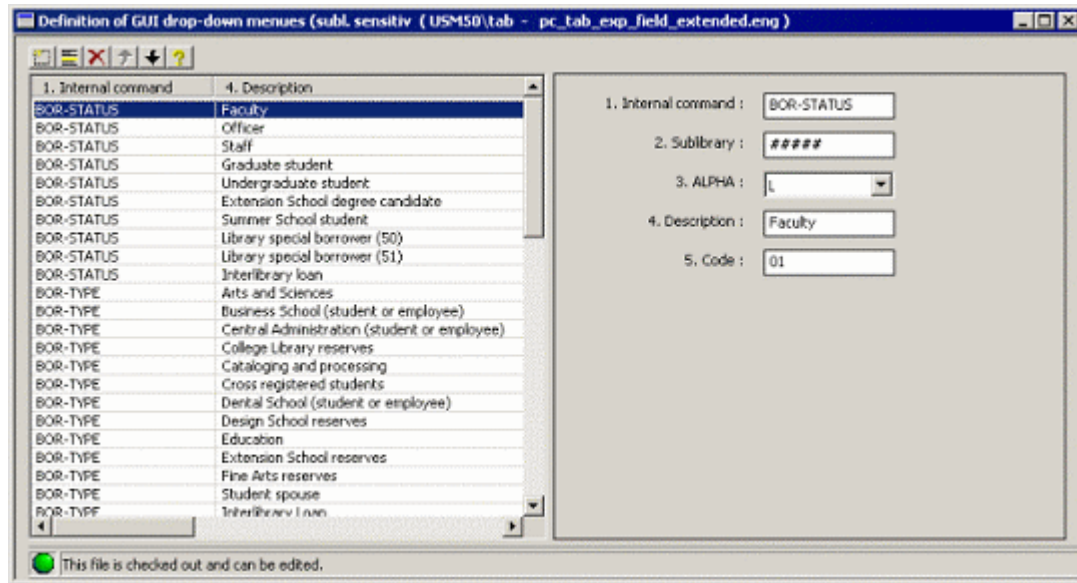 Definition of GUI drop-down menues (subl. sensitiv ( USM50\tab - pc_tab_exp_field_extended.eng )
1. Internal command 4. Description
BOR-STATUS Faculty
BOR-STATUS Officer
BOR-STATUS Staff
BOR-STATUS Graduate student
BOR-STATUS Undergraduate student
BOR-STATUS Extension School degree candidate
BOR-STATUS Summer School student
BOR-STATUS Library special borrower (50)
BOR-STATUS Library special borrower (51)
BOR-STATUS Interlibrary loan
BOR-TYPE Arts and Sciences
BOR-TYPE Business School (student or employee)
BOR-TYPE Central Administration (student or employee)
BOR-TYPE College Library reserves
BOR-TYPE Cataloging and processing
BOR-TYPE Cross registered students
BOR-TYPE Dental School (student or employee)
BOR-TYPE Design School reserves
BOR-TYPE Education
BOR-TYPE Extension School reserves
BOR-TYPE Fine Arts reserves
BOR-TYPE Student spouse
BOR-TYPE Interlibrary Loan
1. Internal command : BOR-STATUS
2. Sublibrary : #####
3. ALPHA : L
4. Description : Faculty
5. Code : 01
This file is checked out and can be edited.